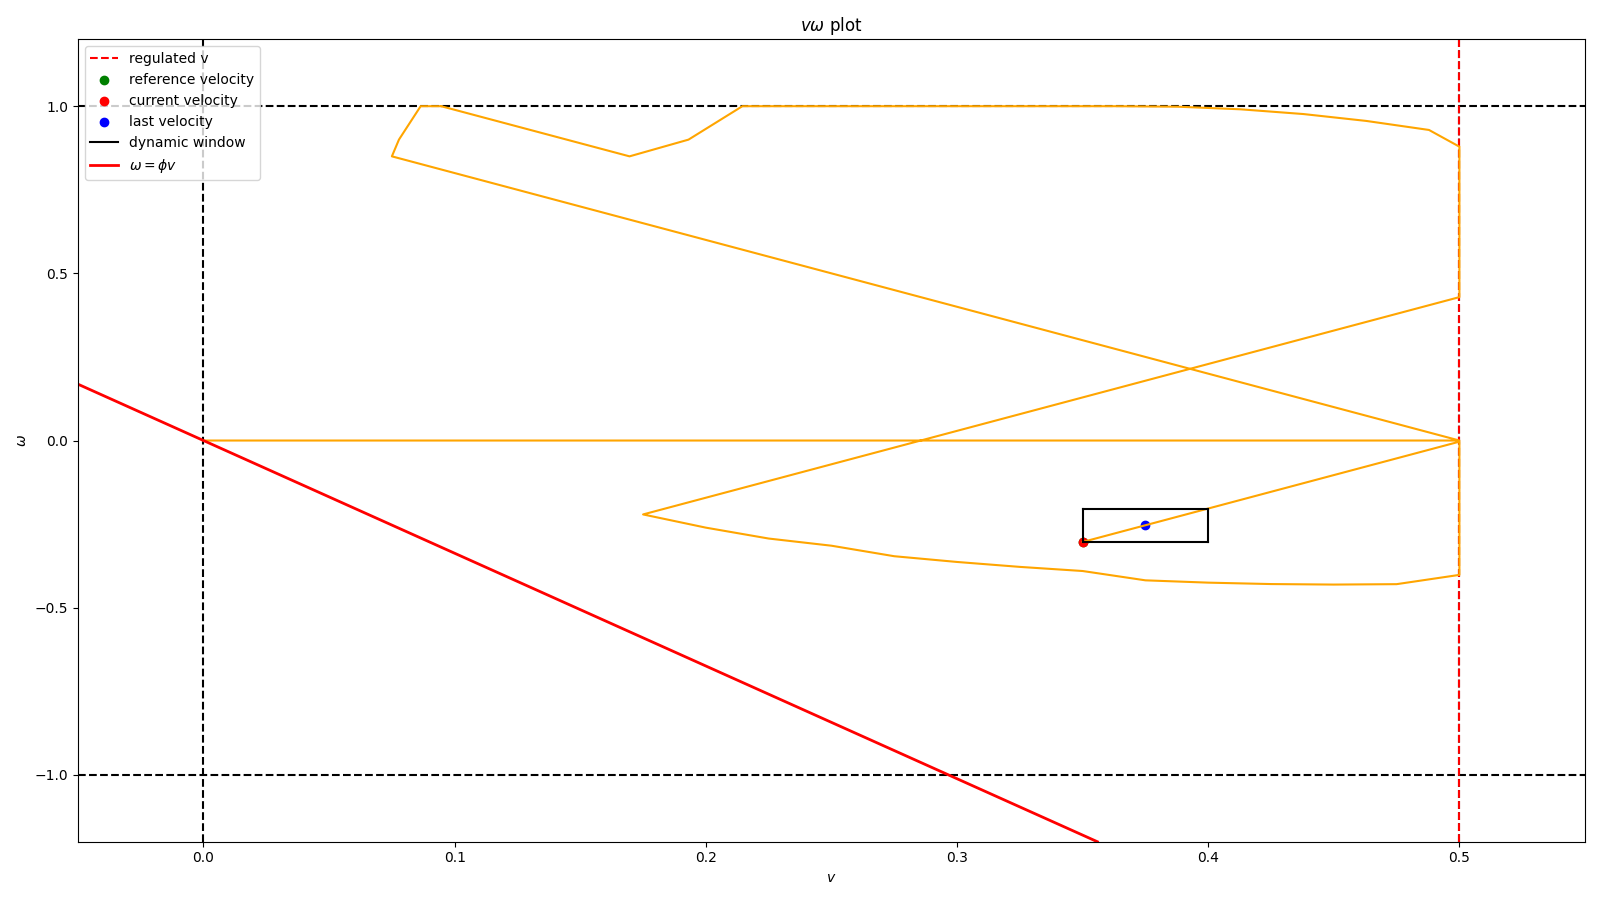 vω plot
regulated v
reference velocity
current velocity
last velocity
dynamic window
ω = ϕv
1.0
0.5
0.0
−0.5
−1.0
ω
0.0 0.1 0.2 0.3 0.4 0.5
v